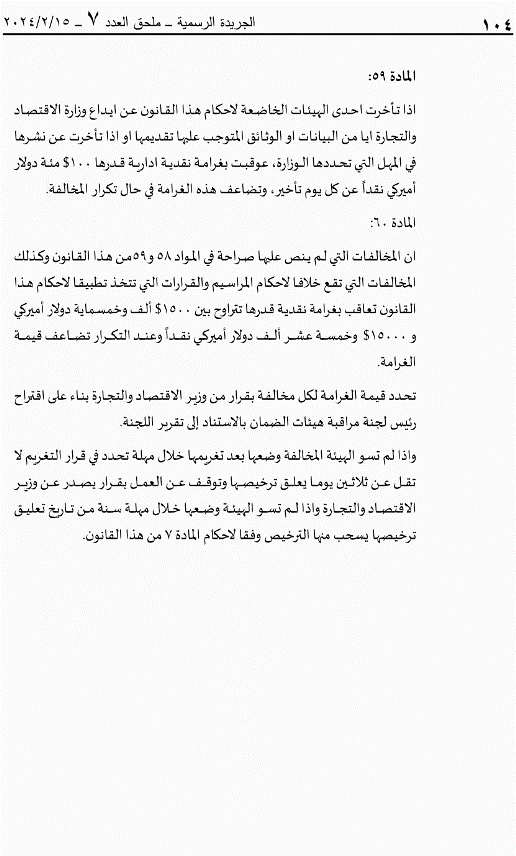 ١٠٤
الجريدة الرسمية ــ ملحق العدد ٧ ــ ٢٠٢٤/٢/١٥
المادة ٥٩:
اذا تأخرت احدى الهيئات الخاضعة لاحكام هذا القانون عن ايداع وزارة الاقتصاد
والتجارة ايا من البيانات او الوثائق المتوجب عليها تقديمها او اذا تأخرت عن نشرها
في المهل التي تحددها الوزارة، عوقبت بغرامة نقدية ادارية قدرها ١٠٠$ مئة دولار
أميركي نقداً عن كل يوم تأخير، وتضاعف هذه الغرامة في حال تكرار المخالفة.
المادة ٦٠:
ان المخالفات التي لم ينص عليها صراحة في المواد ٥٨ و٥٩من هذا القانون وكذلك
المخالفات التي تقع خلافا لاحكام المراسيم والقرارات التي تتخذ تطبيقا لاحكام هذا
القانون تعاقب بغرامة نقدية قدرها تتراوح بين ١٥٠٠$ ألف وخمسماية دولار أميركي
و ١٥٠٠٠$ وخمسة عشر ألف دولار أميركي نقداً وعند التكرار تضاعف قيمة
الغرامة.
تحدد قيمة الغرامة لكل مخالفة بقرار من وزير الاقتصاد والتجارة بناء على اقتراح
رئيس لجنة مراقبة هيئات الضمان بالاستناد إلى تقرير اللجنة.
واذا لم تسو الهيئة المخالفة وضعها بعد تغريمها خلال مهلة تحدد في قرار التغريم لا
تقل عن ثلاثين يوما يعلق ترخيصها وتوقف عن العمل بقرار يصدر عن وزير
الاقتصاد والتجارة واذا لم تسو الهيئة وضعها خلال مهلة سنة من تاريخ تعليق
ترخيصها يسحب منها الترخيص وفقا لاحكام المادة ٧ من هذا القانون.